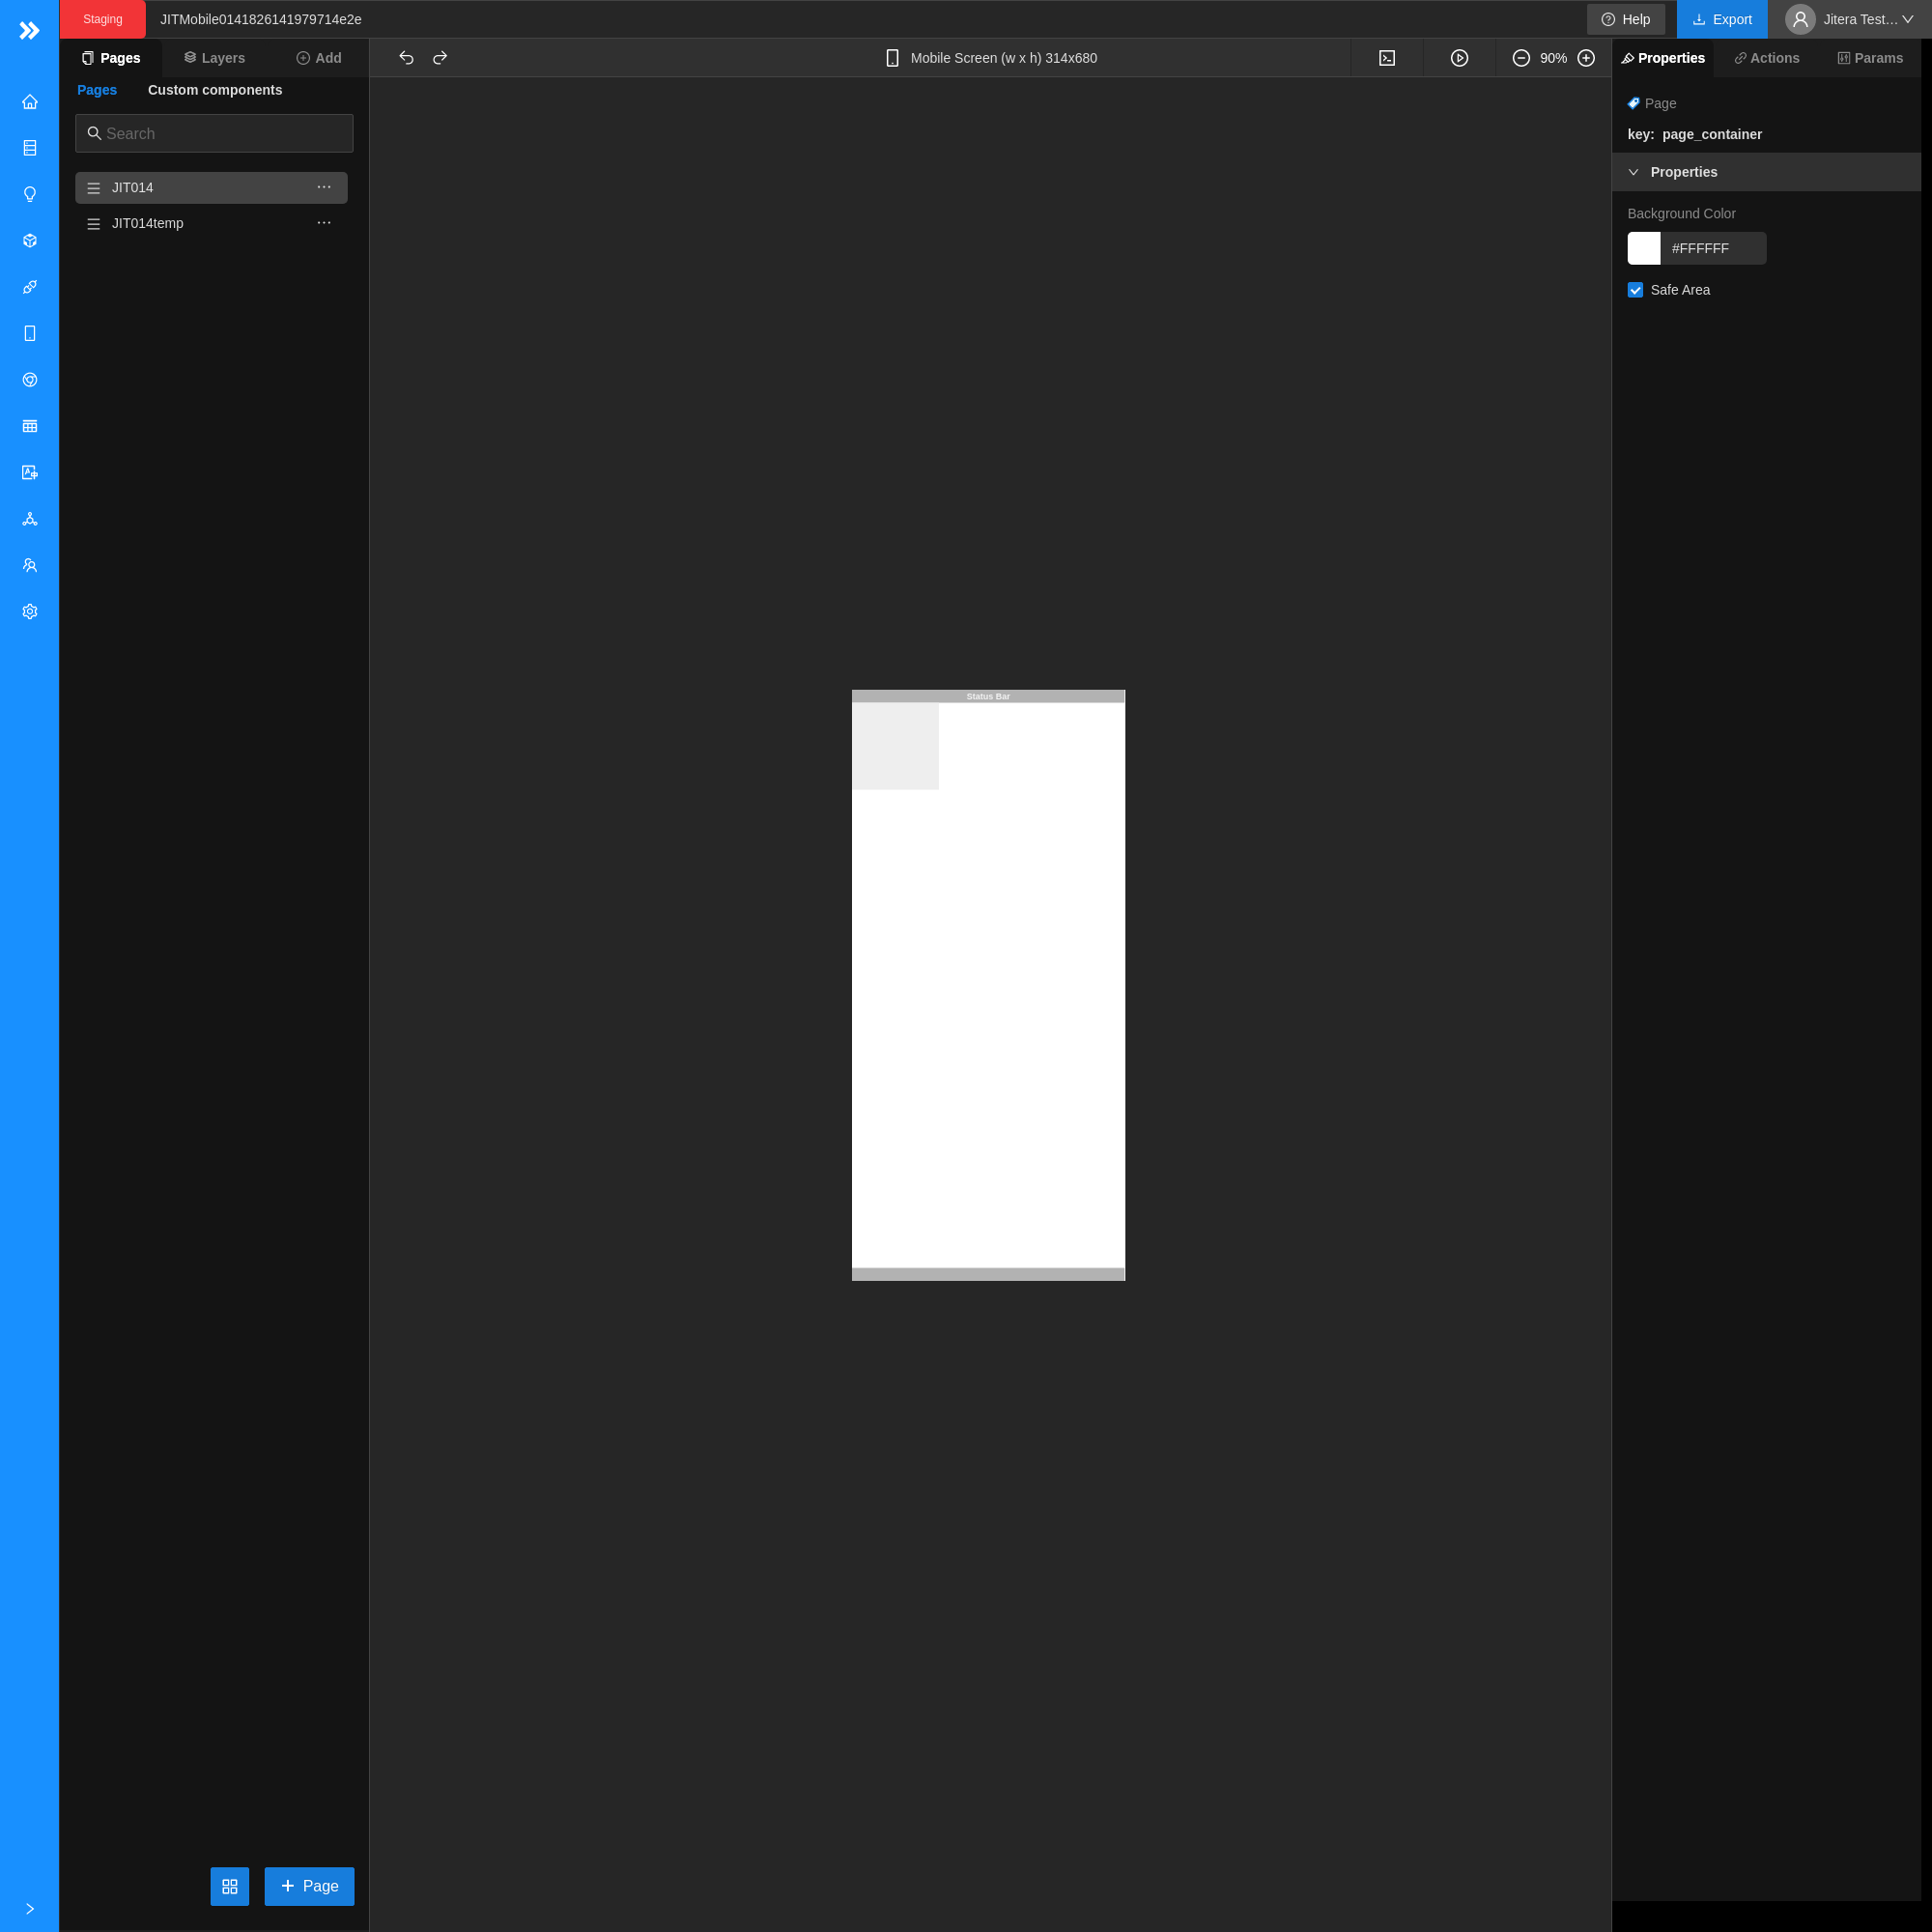 Staging
JITMobile0141826141979714e2e
Help
Export
Jitera Test…
Pages
Layers
Add
Mobile Screen (w x h) 314x680
90%
Properties
Actions
Params
Pages
Custom components
Search
JIT014
JIT014temp
Page
key: page_container
Properties
Background Color
#FFFFFF
Safe Area
Status Bar
Page